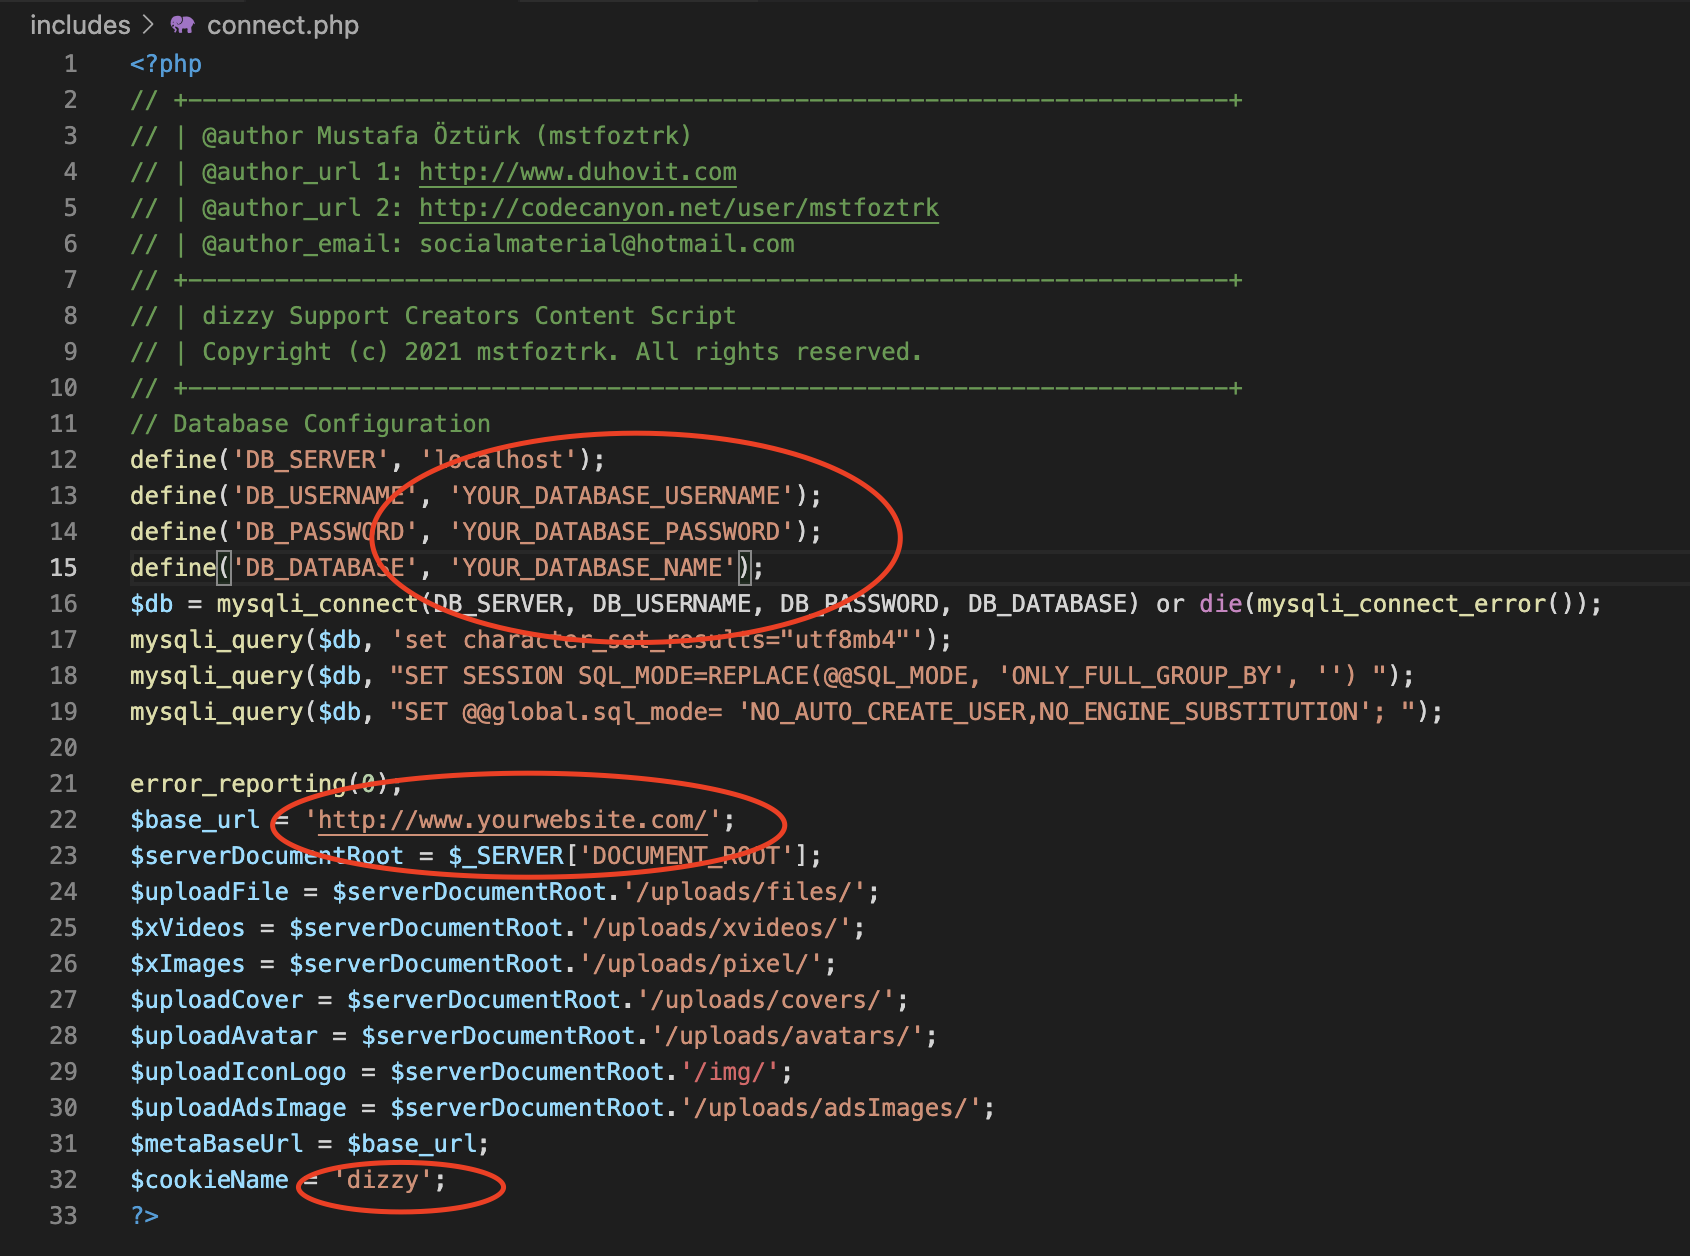 includes > connect.php
1 <?php
2 // +------------------------------------------------------------------------+
3 // | @author Mustafa Öztürk (mstfoztrk)
4 // | @author_url 1: http://www.duhovit.com
5 // | @author_url 2: http://codecanyon.net/user/mstfoztrk
6 // | @author_email: socialmaterial@hotmail.com
7 // +------------------------------------------------------------------------+
8 // | dizzy Support Creators Content Script
9 // | Copyright (c) 2021 mstfoztrk. All rights reserved.
10 // +------------------------------------------------------------------------+
11 // Database Configuration
12 define('DB_SERVER', 'localhost');
13 define('DB_USERNAME', 'YOUR_DATABASE_USERNAME');
14 define('DB_PASSWORD', 'YOUR_DATABASE_PASSWORD');
15 define('DB_DATABASE', 'YOUR_DATABASE_NAME');
16 $db = mysqli_connect(DB_SERVER, DB_USERNAME, DB_PASSWORD, DB_DATABASE) or die(mysqli_connect_error());
17 mysqli_query($db, 'set character_set_results="utf8mb4"');
18 mysqli_query($db, "SET SESSION SQL_MODE=REPLACE(@@SQL_MODE, 'ONLY_FULL_GROUP_BY', '') ");
19 mysqli_query($db, "SET @@global.sql_mode= 'NO_AUTO_CREATE_USER,NO_ENGINE_SUBSTITUTION'; ");
20
21 error_reporting(0);
22 $base_url = 'http://www.yourwebsite.com/';
23 $serverDocumentRoot = $_SERVER['DOCUMENT_ROOT'];
24 $uploadFile = $serverDocumentRoot.'/uploads/files/';
25 $xVideos = $serverDocumentRoot.'/uploads/xvideos/';
26 $xImages = $serverDocumentRoot.'/uploads/pixel/';
27 $uploadCover = $serverDocumentRoot.'/uploads/covers/';
28 $uploadAvatar = $serverDocumentRoot.'/uploads/avatars/';
29 $uploadIconLogo = $serverDocumentRoot.'/img/';
30 $uploadAdsImage = $serverDocumentRoot.'/uploads/adsImages/';
31 $metaBaseUrl = $base_url;
32 $cookieName = 'dizzy';
33 ?>